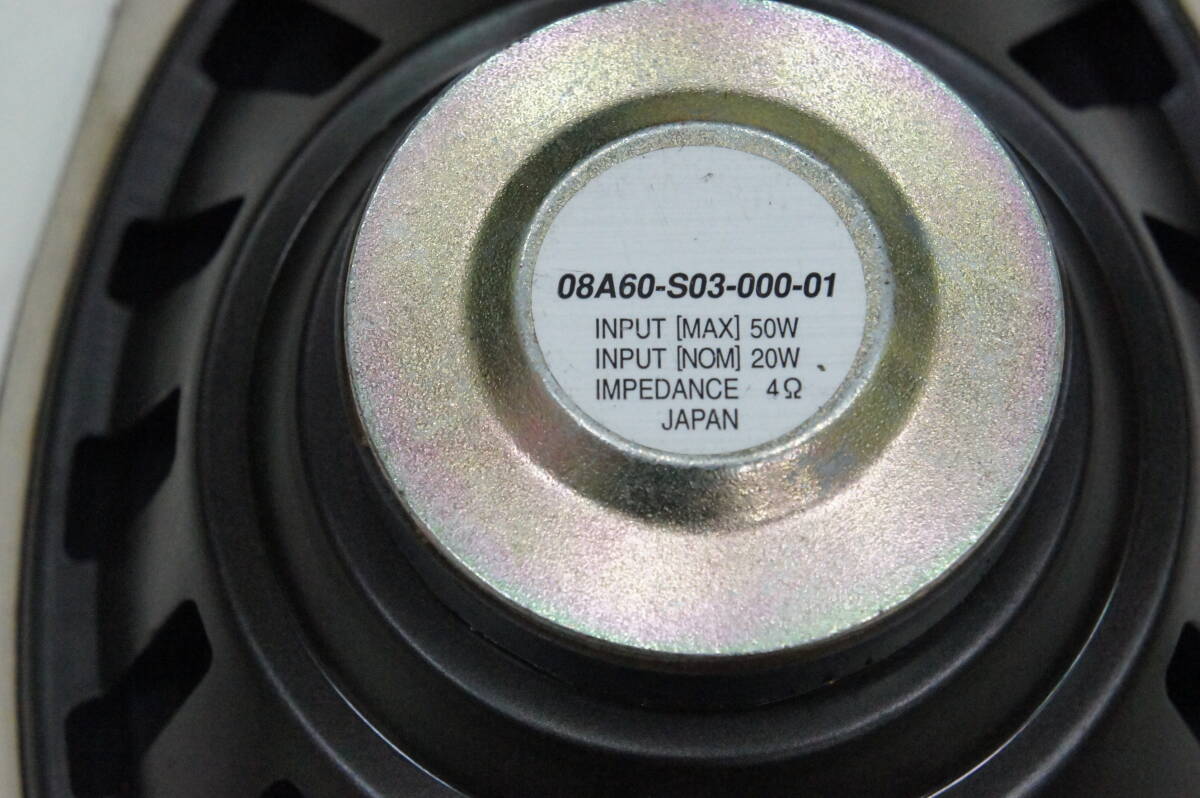 08A60-S03-000-01
INPUT [MAX] 50W
INPUT [NOM] 20W
IMPEDANCE 4Ω
JAPAN